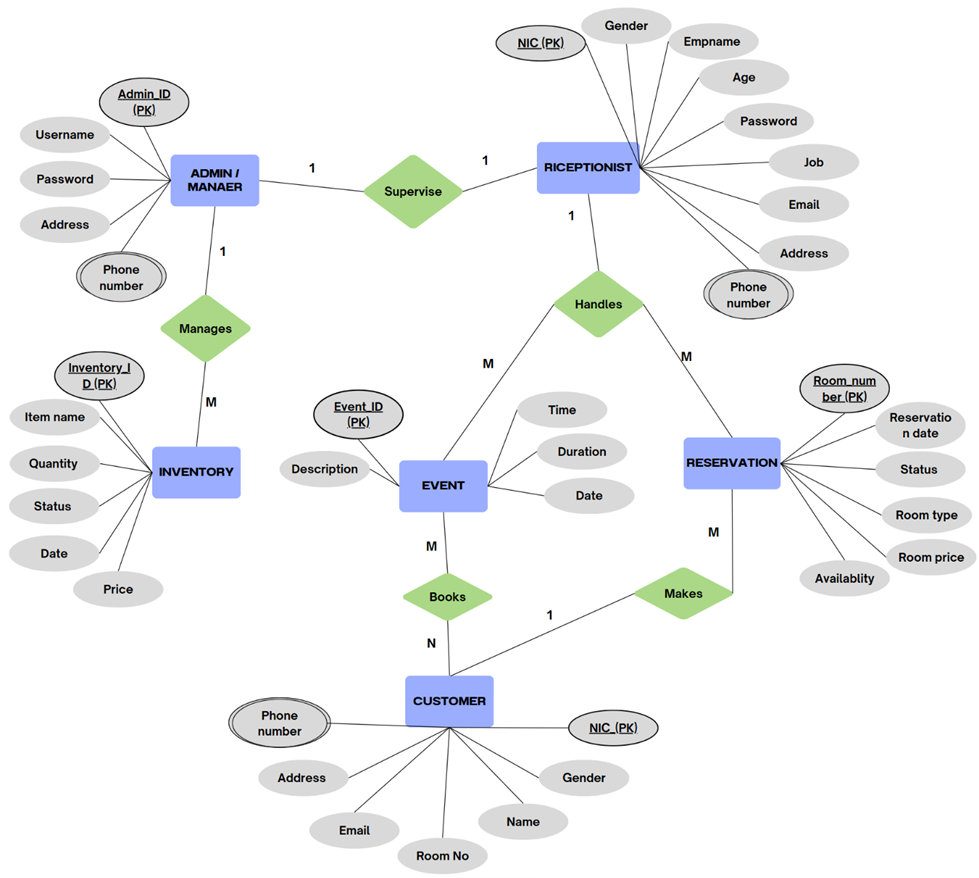 Gender
NIC (PK)
Empname
Age
Admin_ID
(PK)
Username
Password
ADMIN /
MANAER
1
Supervise
1
RICEPTIONIST
Job
Password
Email
Address
Address
1
1
Phone
number
Phone
number
Handles
Manages
M
M
Inventory_I
D (PK)
Room_num
ber (PK)
M
Event_ID
(PK)
Time
Item name
Reservatio
n date
Duration
Quantity
INVENTORY
Description
EVENT
RESERVATION
Status
Date
Status
Room type
M
M
Date
Room price
Price
Availablity
Books
Makes
1
N
CUSTOMER
Phone
number
NIC_(PK)
Address
Gender
Email
Name
Room No